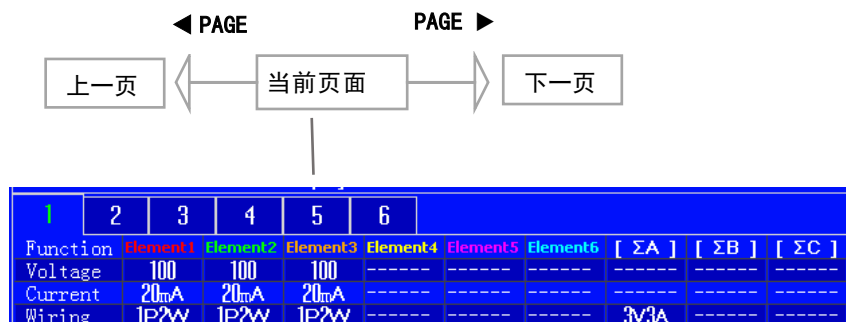 ◀ PAGE PAGE ▶
上一页 当前页面 下一页
1 2 3 4 5 6
Function Element1 Element2 Element3 Element4 Element5 Element6 [ ΣA ] [ ΣB ] [ ΣC ]
Voltage 100 100 100 ------ ------ ------ ------ ------ ------
Current 20mA 20mA 20mA ------ ------ ------ ------ ------ ------
Wiring 1P2W 1P2W 1P2W ------ ------ ------ 3V3A ------ ------